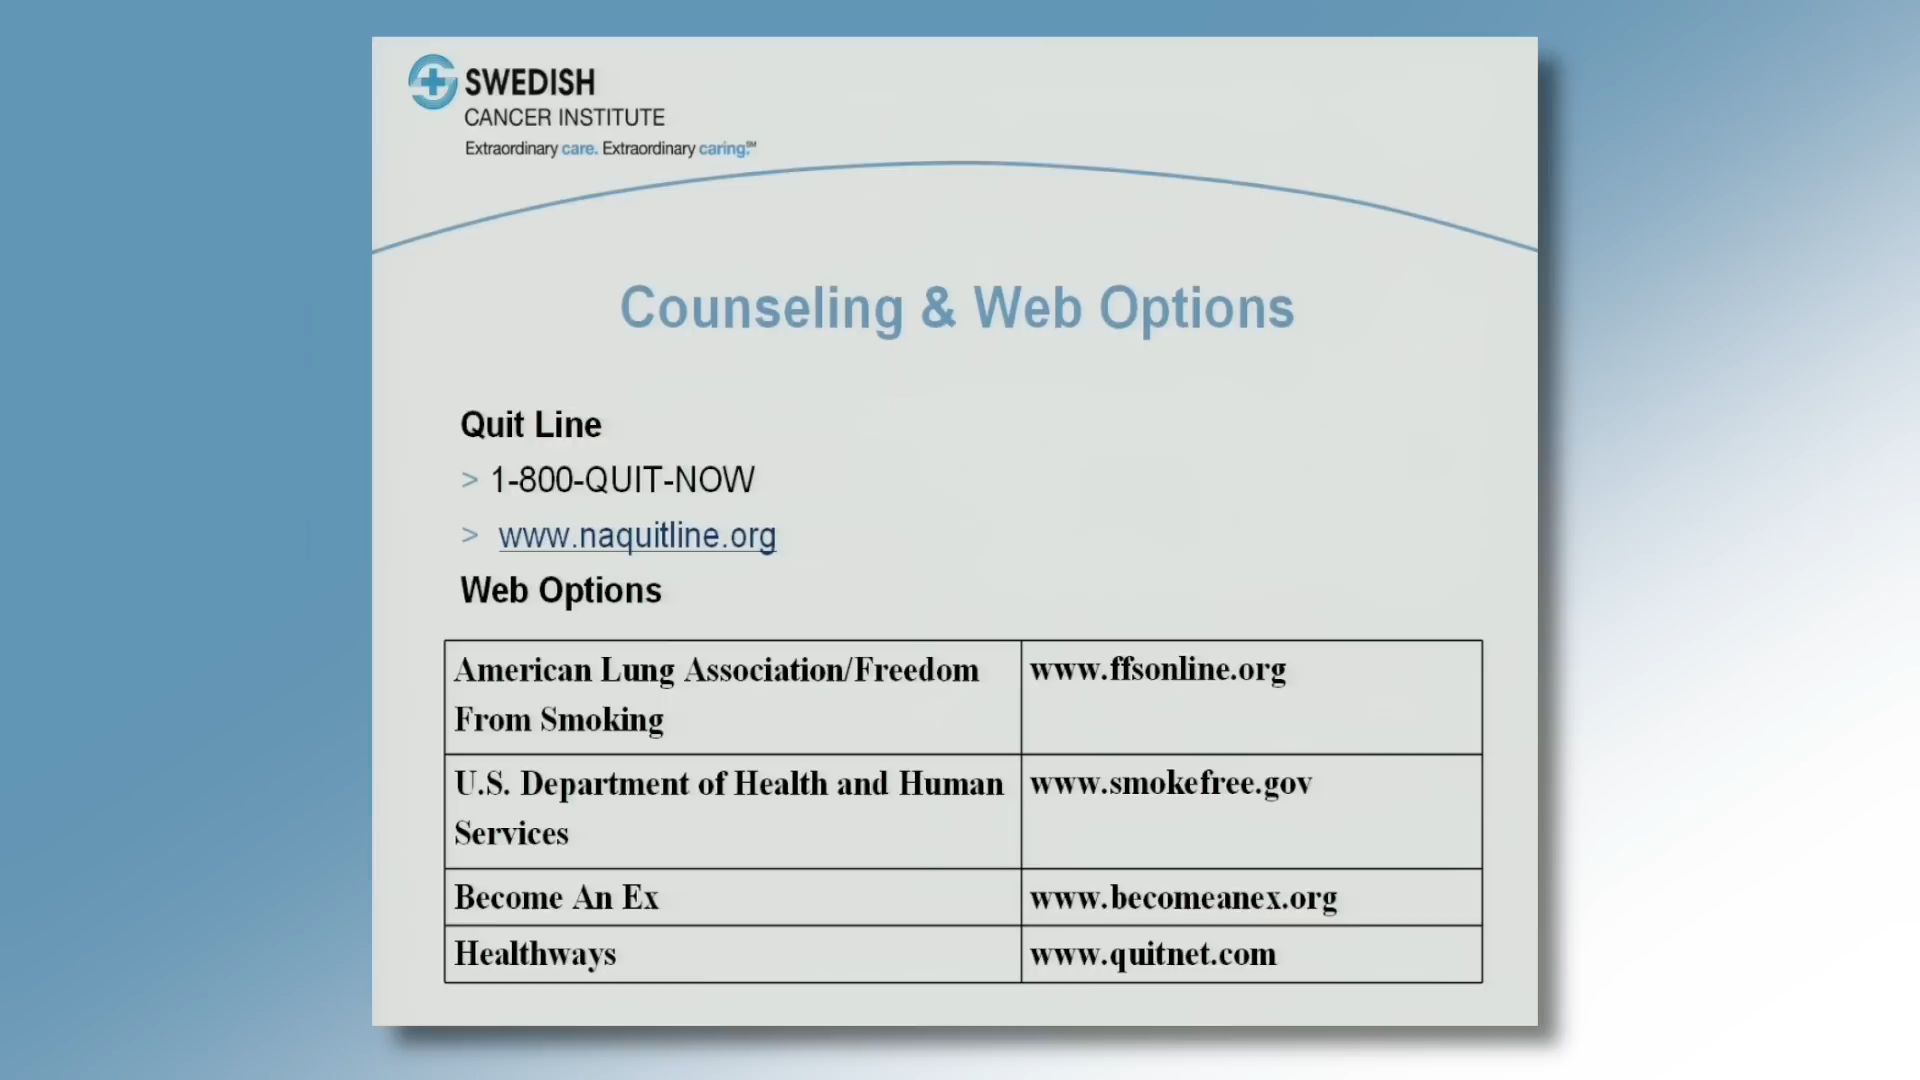 SWEDISH
CANCER INSTITUTE
Extraordinary care. Extraordinary caring.℠
Counseling & Web Options
Quit Line
> 1-800-QUIT-NOW
> www.naquitline.org
Web Options
American Lung Association/Freedom From Smoking
www.ffsonline.org
U.S. Department of Health and Human Services
www.smokefree.gov
Become An Ex
www.becomeanex.org
Healthways
www.quitnet.com